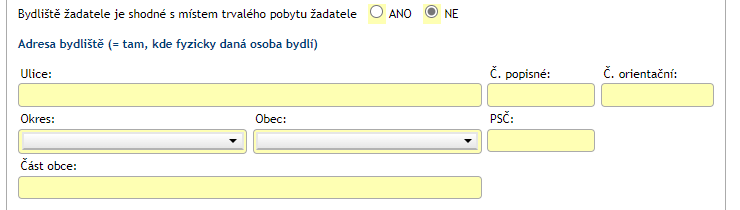 Bydliště žadatele je shodné s místem trvalého pobytu žadatele ANO NE
Adresa bydliště (= tam, kde fyzicky daná osoba bydlí)
Ulice: Č. popisné: Č. orientační:
Okres: Obec: PSČ:
Část obce: